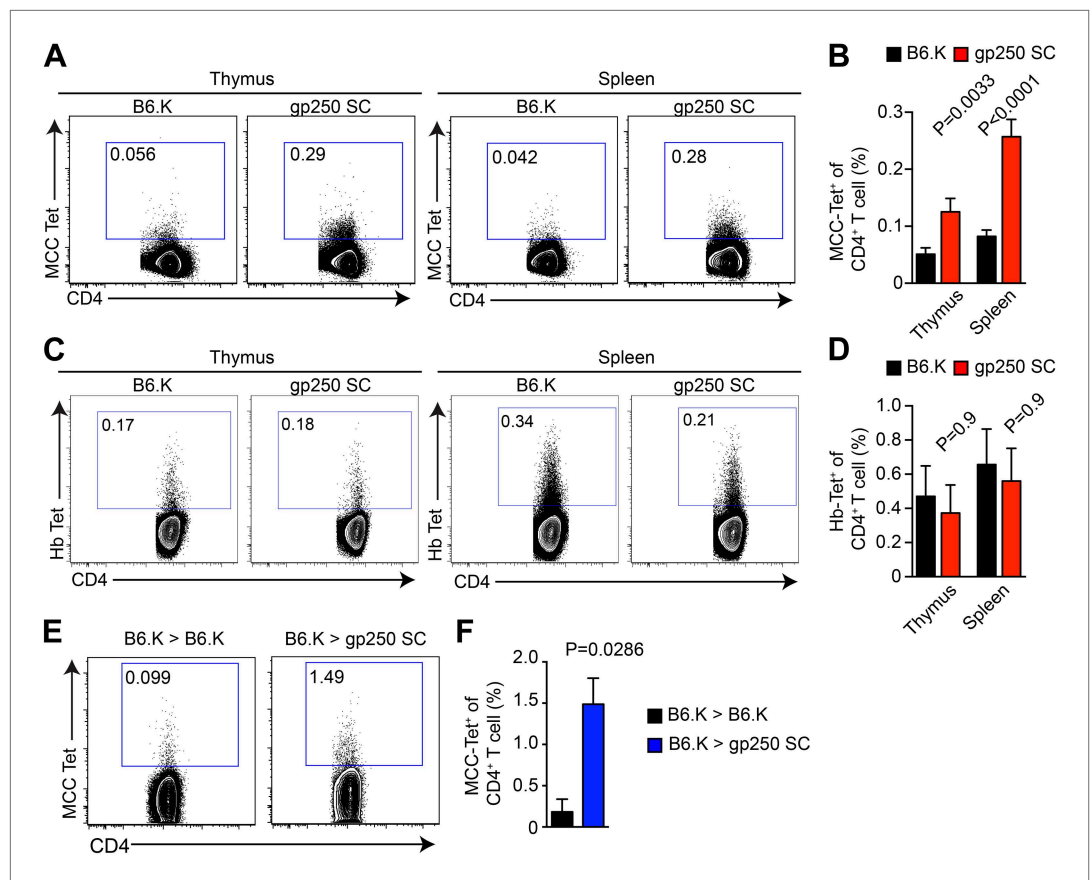 A
Thymus
Spleen
B6.K
gp250 SC
B6.K
gp250 SC
0.056
0.29
0.042
0.28
MCC Tet
MCC Tet
CD4
CD4
B
B6.K
gp250 SC
P=0.0033
P<0.0001
0.3
0.2
0.1
0
MCC-Tet⁺ of
CD4⁺ T cell (%)
Thymus
Spleen
C
Thymus
Spleen
B6.K
gp250 SC
B6.K
gp250 SC
0.17
0.18
0.34
0.21
Hb Tet
Hb Tet
CD4
CD4
D
B6.K
gp250 SC
P=0.9
P=0.9
1.0
0.8
0.6
0.4
0.2
0
Hb-Tet⁺ of
CD4⁺ T cell (%)
Thymus
Spleen
E
B6.K > B6.K
B6.K > gp250 SC
0.099
1.49
MCC Tet
CD4
F
P=0.0286
2.0
1.5
1.0
0.5
0
MCC-Tet⁺ of
CD4⁺ T cell (%)
B6.K > B6.K
B6.K > gp250 SC